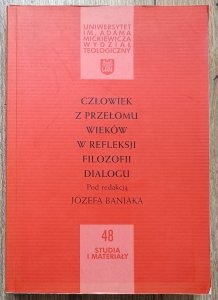 UNIWERSYTET
IM. ADAMA
MICKIEWICZA
WYDZIAŁ
TEOLOGICZNY
CZŁOWIEK
Z PRZEŁOMU
WIEKÓW
W REFLEKSJI
FILOZOFII
DIALOGU
Pod redakcją
JÓZEFA BANIAKA
48
STUDIA
I MATERIAŁY